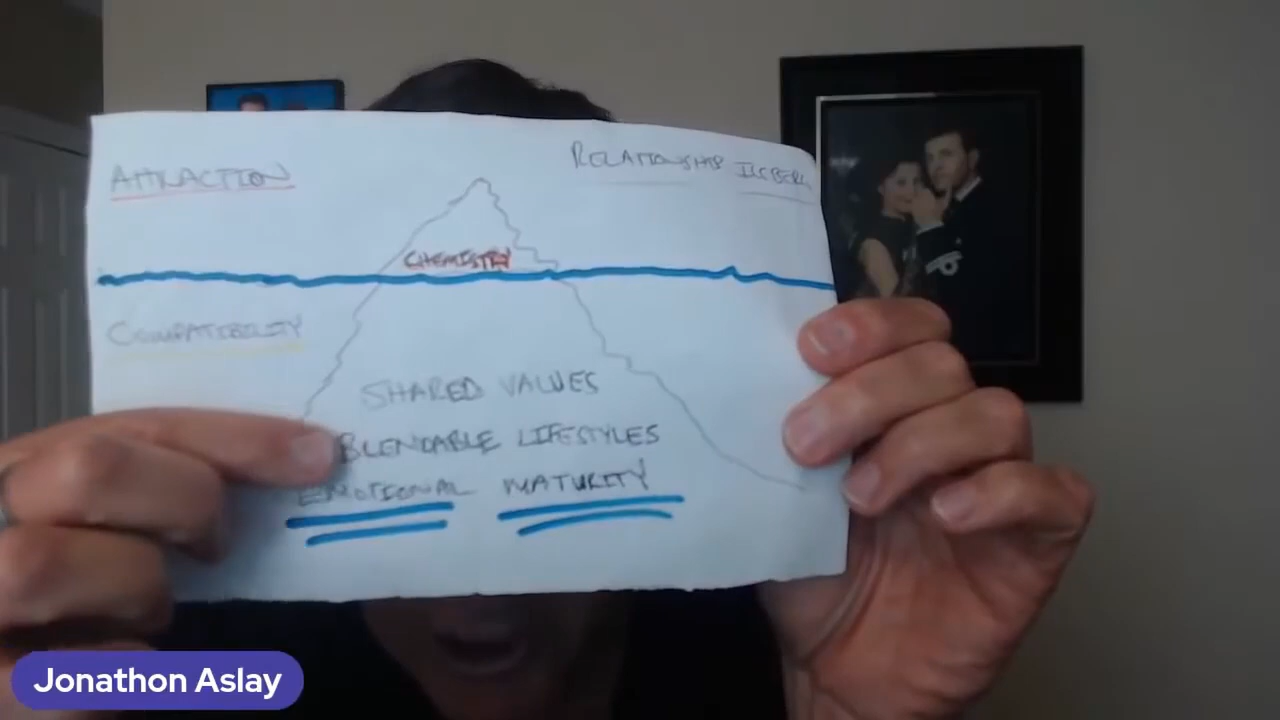 ATTRACTION
RELATIONSHIP ICEBERG
CHEMISTRY
COMPATIBILITY
SHARED VALUES
BLENDABLE LIFESTYLES
EMOTIONAL MATURITY
Jonathon Aslay